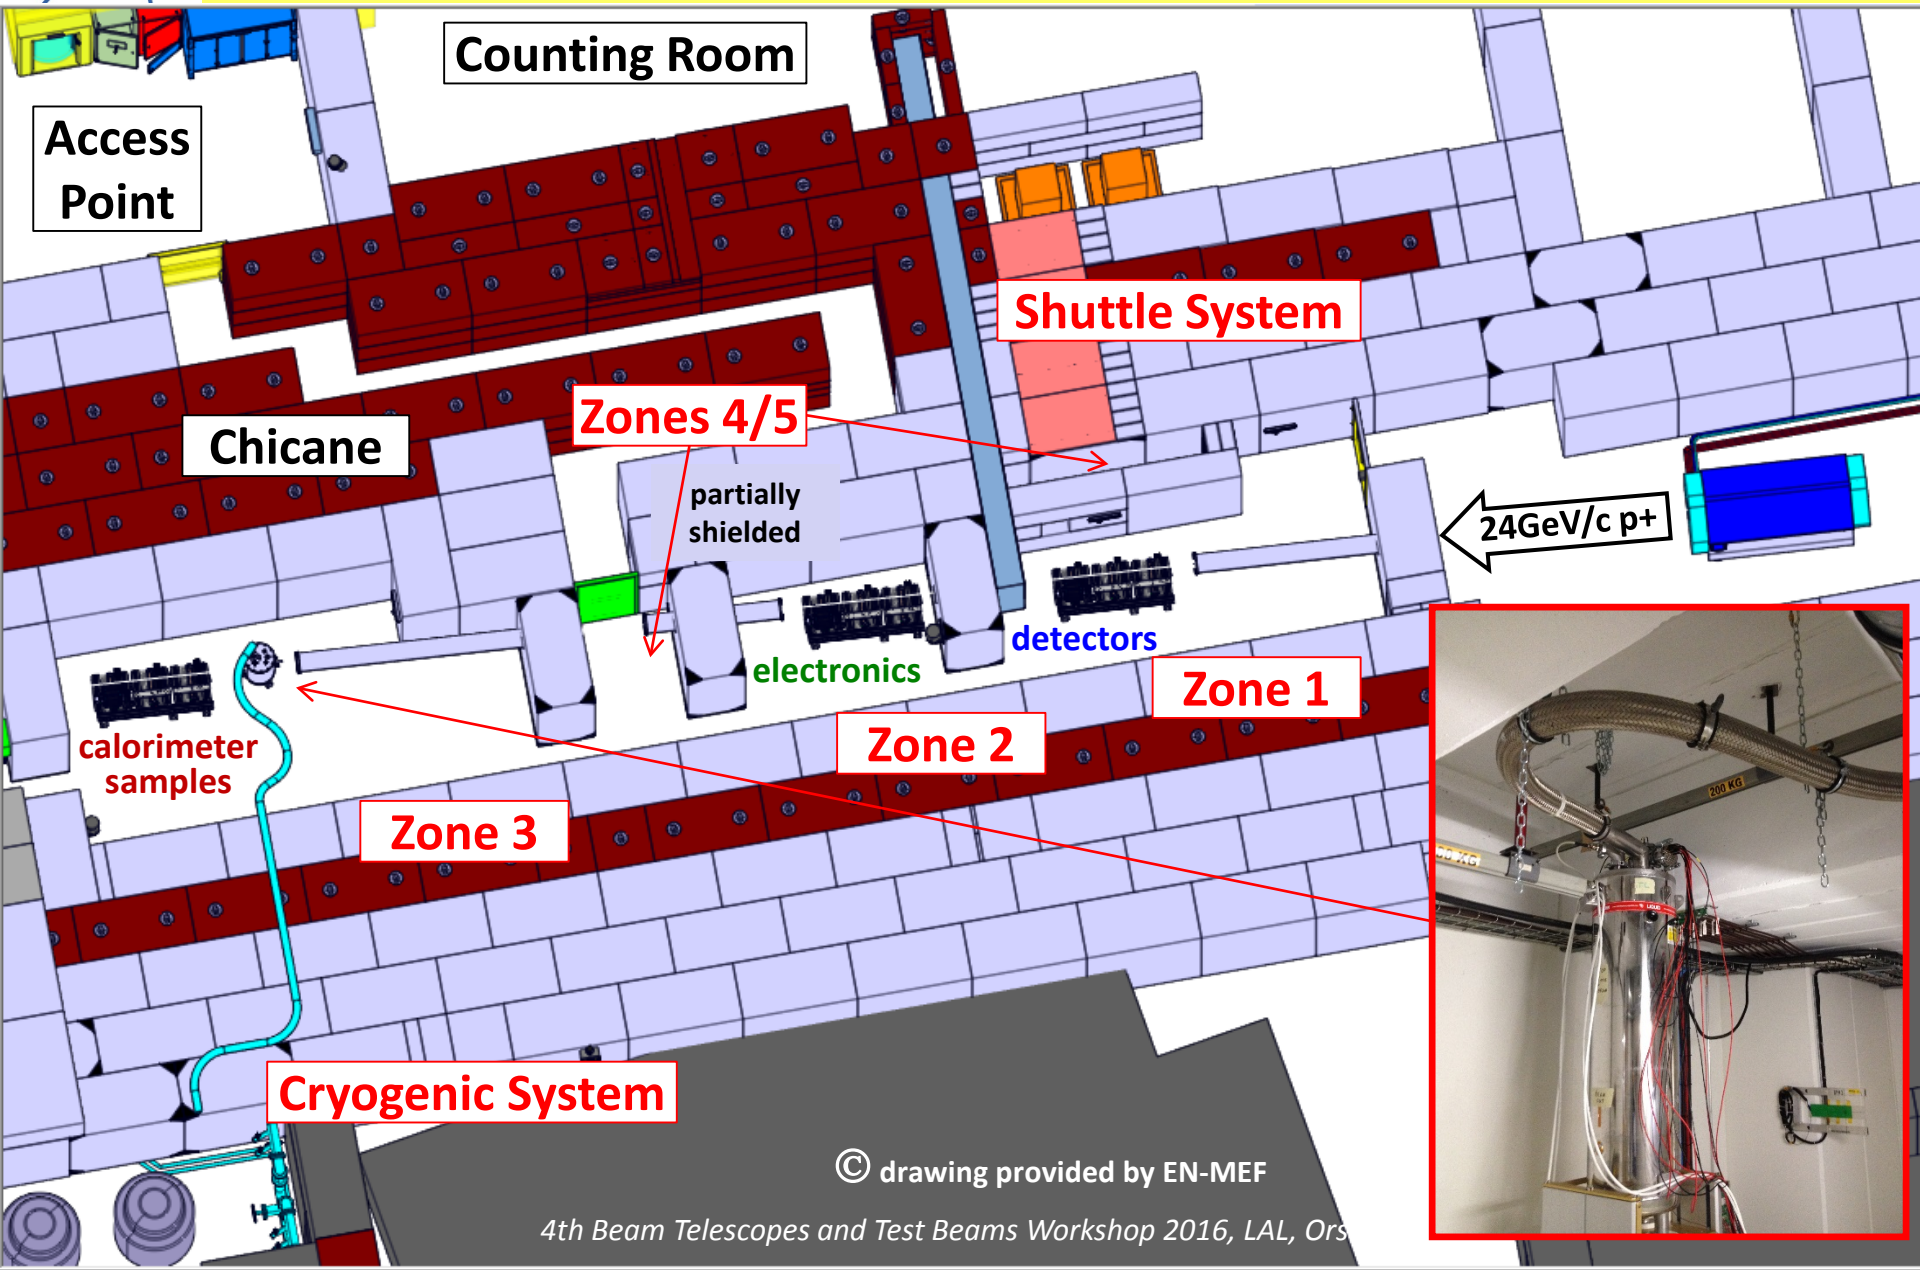 Counting Room
Access
Point
Shuttle System
Zones 4/5
Chicane
partially
shielded
24GeV/c p+
detectors
electronics
Zone 1
calorimeter
samples
Zone 2
Zone 3
200 KG
KG
Cryogenic System
© drawing provided by EN-MEF
4th Beam Telescopes and Test Beams Workshop 2016, LAL, Ors